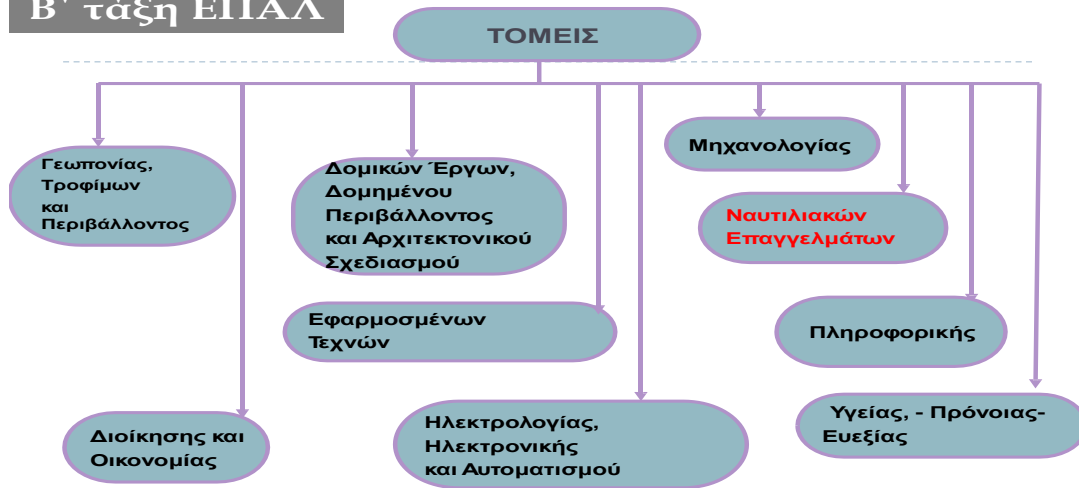 Β΄ τάξη ΕΠΑΛ
ΤΟΜΕΙΣ
Γεωπονίας,
Τροφίμων
και
Περιβάλλοντος
Δομικών Έργων,
Δομημένου
Περιβάλλοντος
και Αρχιτεκτονικού
Σχεδιασμού
Μηχανολογίας
Ναυτιλιακών
Επαγγελμάτων
Εφαρμοσμένων
Τεχνών
Πληροφορικής
Διοίκησης και
Οικονομίας
Ηλεκτρολογίας,
Ηλεκτρονικής
και Αυτοματισμού
Υγείας, - Πρόνοιας-
Ευεξίας